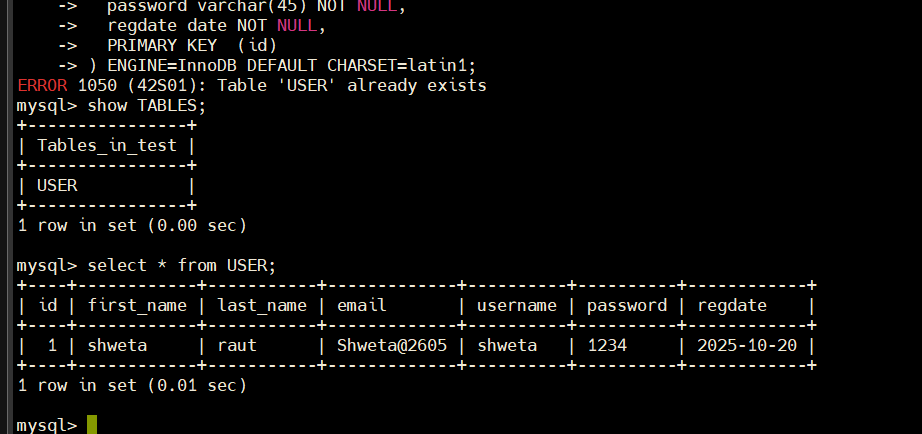 ->   password varchar(45) NOT NULL,
    ->   regdate date NOT NULL,
    ->   PRIMARY KEY  (id)
    -> ) ENGINE=InnoDB DEFAULT CHARSET=latin1;
ERROR 1050 (42S01): Table 'USER' already exists
mysql> show TABLES;
+----------------+
| Tables_in_test |
+----------------+
| USER           |
+----------------+
1 row in set (0.00 sec)

mysql> select * from USER;
+----+------------+-----------+-------------+----------+----------+------------+
| id | first_name | last_name | email       | username | password | regdate    |
+----+------------+-----------+-------------+----------+----------+------------+
|  1 | shweta     | raut      | Shweta@2605 | shweta   | 1234     | 2025-10-20 |
+----+------------+-----------+-------------+----------+----------+------------+
1 row in set (0.01 sec)

mysql>